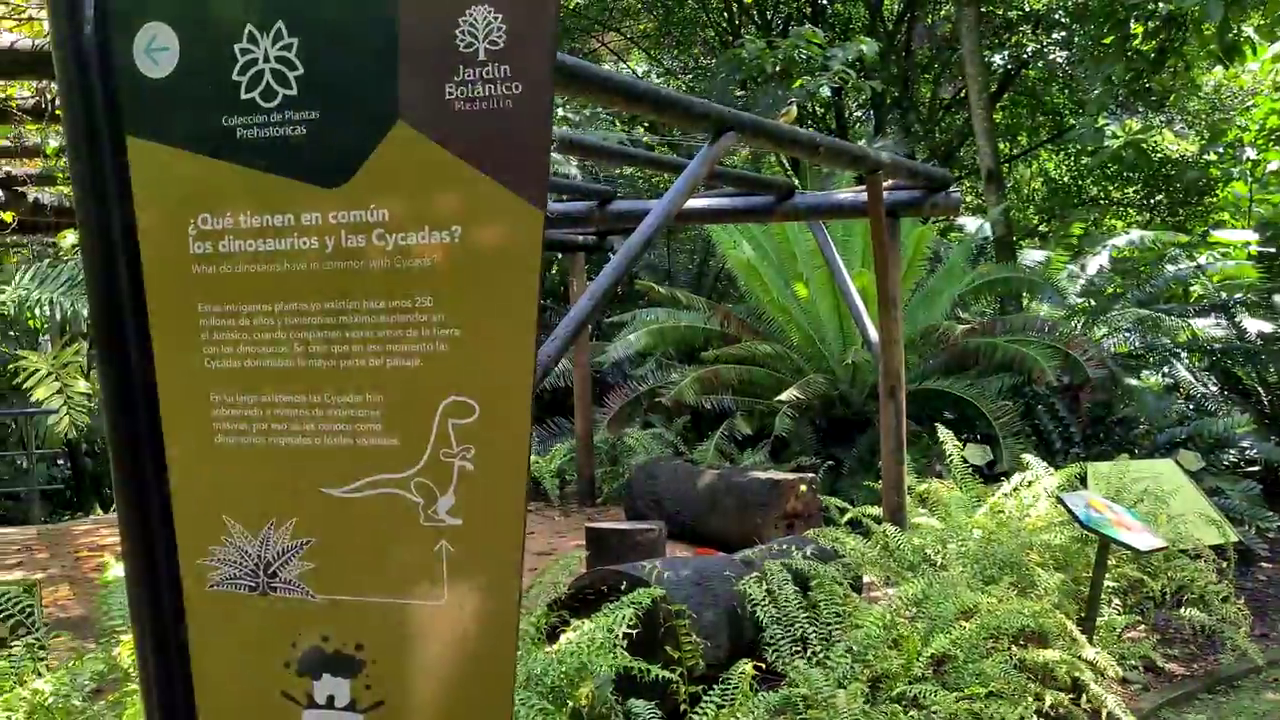 Colección de Plantas
Prehistóricas
Jardín
Botánico
Medellín
¿Qué tienen en común
los dinosaurios y las Cycadas?
What do dinosaurs have in common with Cycads?
Estas intrigantes plantas ya existían hace unos 250
millones de años y tuvieron su máximo esplendor en
el Jurásico, cuando compartían vastas áreas de la tierra
con los dinosaurios. Se cree que en ese momento las
Cycadas dominaban la mayor parte del paisaje.
En su larga existencia las Cycadas han
sobrevivido a eventos de extinciones
masivas, por eso se les conoce como
dinosaurios vegetales o fósiles vivientes.